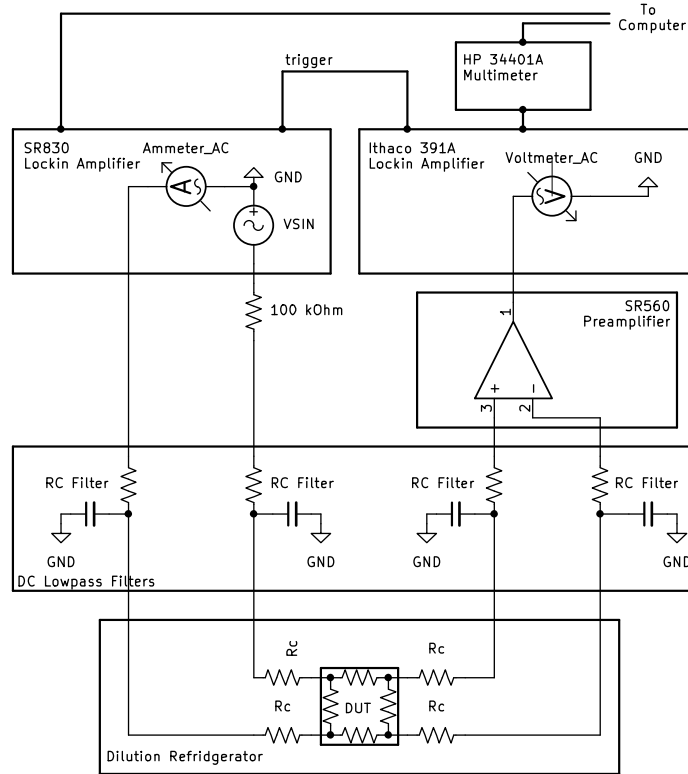 To
Computer
HP 34401A
Multimeter
trigger
SR830
Lockin Amplifier
Ammeter_AC
GND
VSIN
Ithaco 391A
Lockin Amplifier
Voltmeter_AC
GND
A
V
100 kOhm
SR560
Preamplifier
1
+
−
3
2
RC Filter
RC Filter
RC Filter
RC Filter
GND
GND
GND
GND
DC Lowpass Filters
Rc
Rc
Rc
DUT
Rc
Dilution Refridgerator